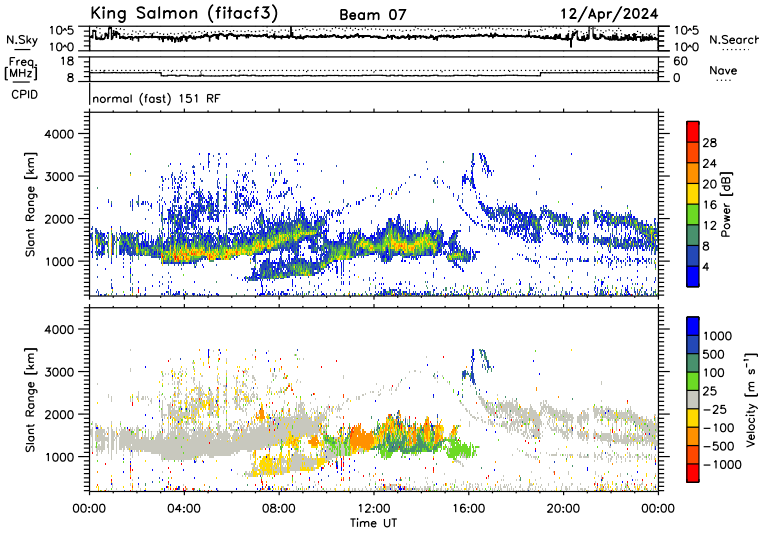 King Salmon (fitacf3) Beam 07 12/Apr/2024
N.Sky 10^5 10^0 10^5 10^0 N.Search
Freq. [MHz] 18 8 60 0 Nave
CPID normal (fast) 151 RF
Slant Range [km] 4000 3000 2000 1000
Power [dB] 28 24 20 16 12 8 4
Slant Range [km] 4000 3000 2000 1000
Velocity [m s⁻¹] 1000 500 100 25 −25 −100 −500 −1000
00:00 04:00 08:00 12:00 16:00 20:00 00:00
Time UT